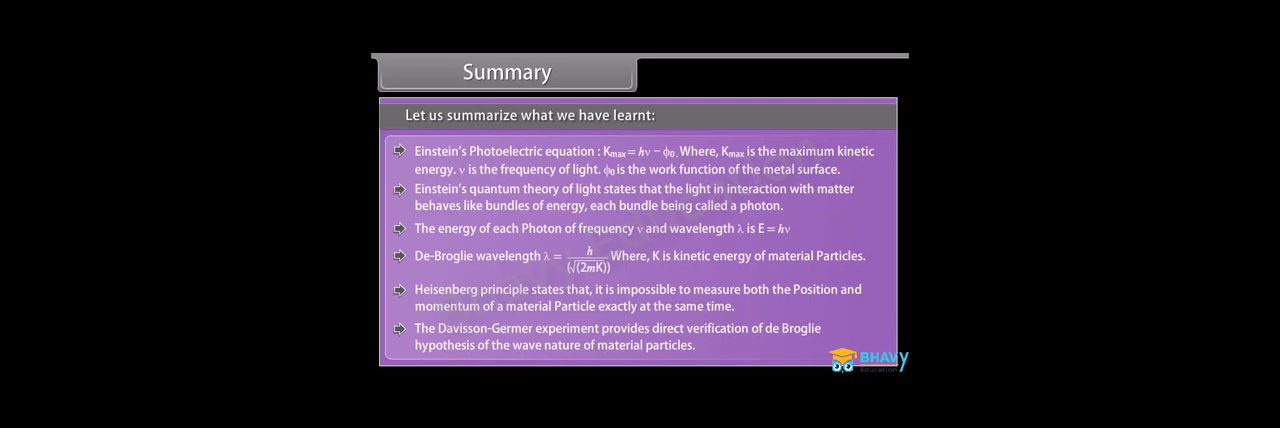 Summary
Let us summarize what we have learnt:
Einstein's Photoelectric equation : Kmax = hν − ϕ0. Where, Kmax is the maximum kinetic
energy. ν is the frequency of light. ϕ0 is the work function of the metal surface.
Einstein's quantum theory of light states that the light in interaction with matter
behaves like bundles of energy, each bundle being called a photon.
The energy of each Photon of frequency ν and wavelength λ is E = hν
De-Broglie wavelength λ = h/(√(2mK)) Where, K is kinetic energy of material Particles.
Heisenberg principle states that, it is impossible to measure both the Position and
momentum of a material Particle exactly at the same time.
The Davisson-Germer experiment provides direct verification of de Broglie
hypothesis of the wave nature of material particles.
BHAVY
Education